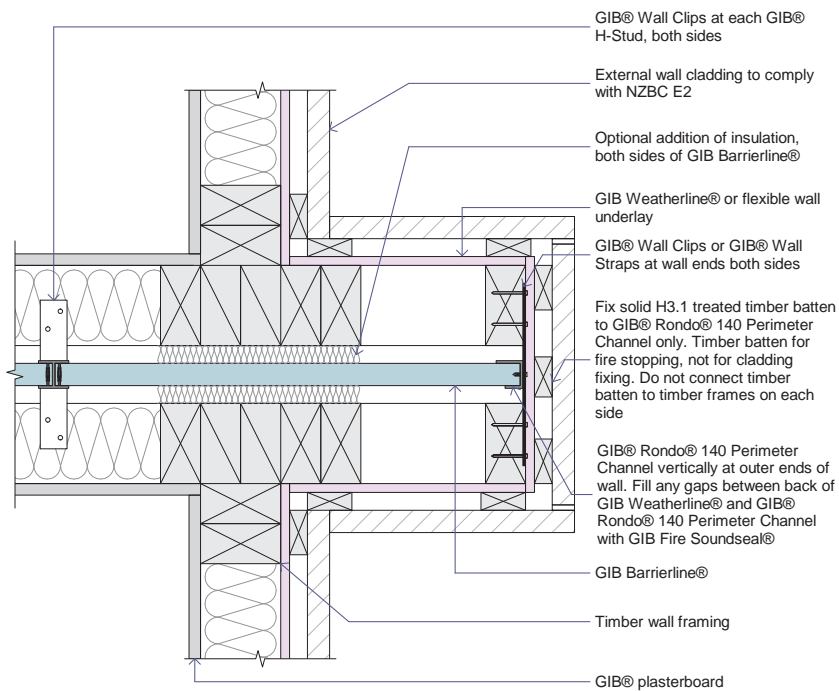 GIB® Wall Clips at each GIB®
H-Stud, both sides
External wall cladding to comply
with NZBC E2
Optional addition of insulation,
both sides of GIB Barrierline®
GIB Weatherline® or flexible wall
underlay
GIB® Wall Clips or GIB® Wall
Straps at wall ends both sides
Fix solid H3.1 treated timber batten
to GIB® Rondo® 140 Perimeter
Channel only. Timber batten for
fire stopping, not for cladding
fixing. Do not connect timber
batten to timber frames on each
side
GIB® Rondo® 140 Perimeter
Channel vertically at outer ends of
wall. Fill any gaps between back of
GIB Weatherline® and GIB®
Rondo® 140 Perimeter Channel
with GIB Fire Soundseal®
GIB Barrierline®
Timber wall framing
GIB® plasterboard